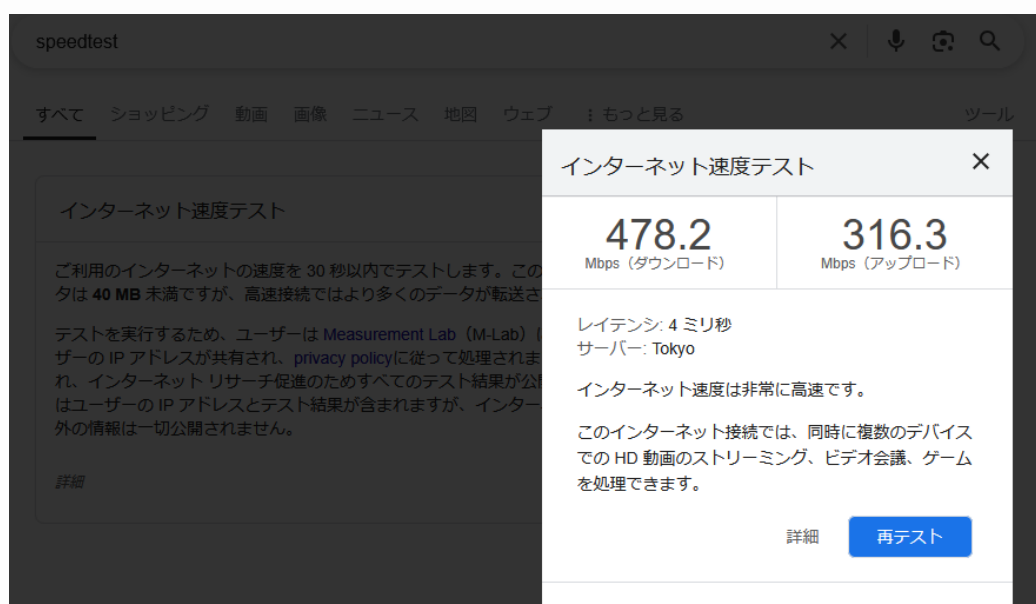 speedtest
すべて ショッピング 動画 画像 ニュース 地図 ウェブ もっと見る ツール
インターネット速度テスト
ご利用のインターネットの速度を 30 秒以内でテストします。この
タは 40 MB 未満ですが、高速接続ではより多くのデータが転送さ
テストを実行するため、ユーザーは Measurement Lab（M-Lab）に
ザーの IP アドレスが共有され、privacy policyに従って処理されま
れ、インターネット リサーチ促進のためすべてのテスト結果が公
はユーザーの IP アドレスとテスト結果が含まれますが、インター
外の情報は一切公開されません。
詳細
インターネット速度テスト
478.2
Mbps（ダウンロード）
316.3
Mbps（アップロード）
レイテンシ: 4 ミリ秒
サーバー: Tokyo
インターネット速度は非常に高速です。
このインターネット接続では、同時に複数のデバイス
での HD 動画のストリーミング、ビデオ会議、ゲーム
を処理できます。
詳細 再テスト